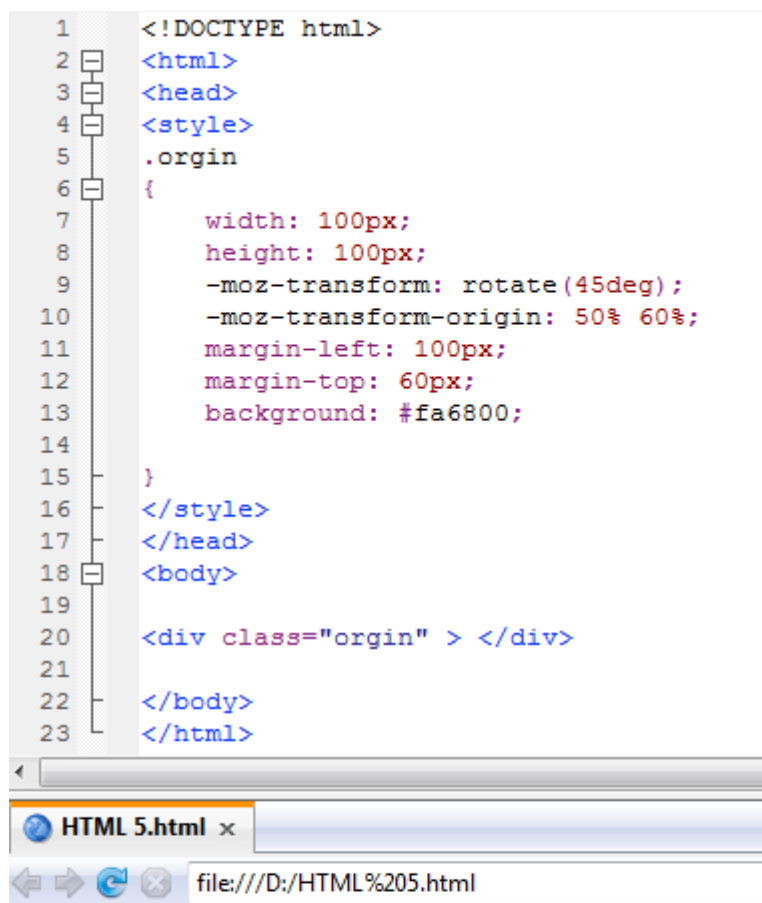 1 <!DOCTYPE html>
2 <html>
3 <head>
4 <style>
5 .orgin
6 {
7 width: 100px;
8 height: 100px;
9 -moz-transform: rotate(45deg);
10 -moz-transform-origin: 50% 60%;
11 margin-left: 100px;
12 margin-top: 60px;
13 background: #fa6800;
14
15 }
16 </style>
17 </head>
18 <body>
19
20 <div class="orgin" > </div>
21
22 </body>
23 </html>
HTML 5.html ×
file:///D:/HTML%205.html